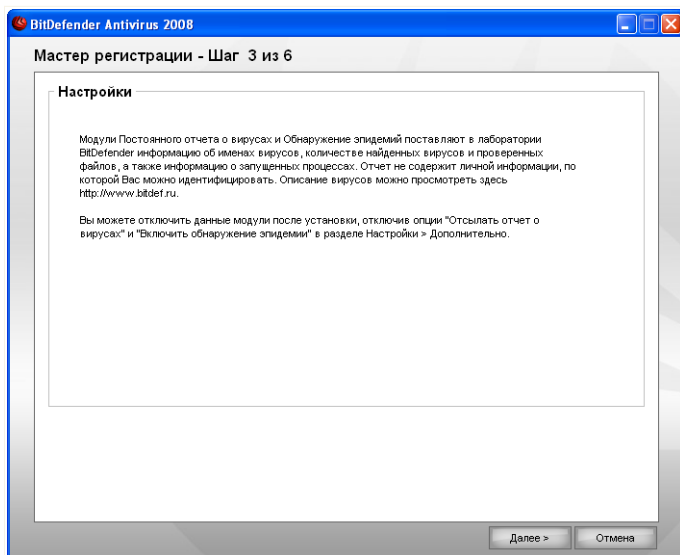 BitDefender Antivirus 2008
Мастер регистрации - Шаг 3 из 6
Настройки
Модули Постоянного отчета о вирусах и Обнаружение эпидемий поставляют в лаборатории
BitDefender информацию об именах вирусов, количестве найденных вирусов и проверенных
файлов, а также информацию о запущенных процессах. Отчет не содержит личной информации, по
которой Вас можно идентифицировать. Описание вирусов можно просмотреть здесь
http://www.bitdef.ru.
Вы можете отключить данные модули после установки, отключив опции "Отсылать отчет о
вирусах" и "Включить обнаружение эпидемии" в разделе Настройки > Дополнительно.
Далее >
Отмена